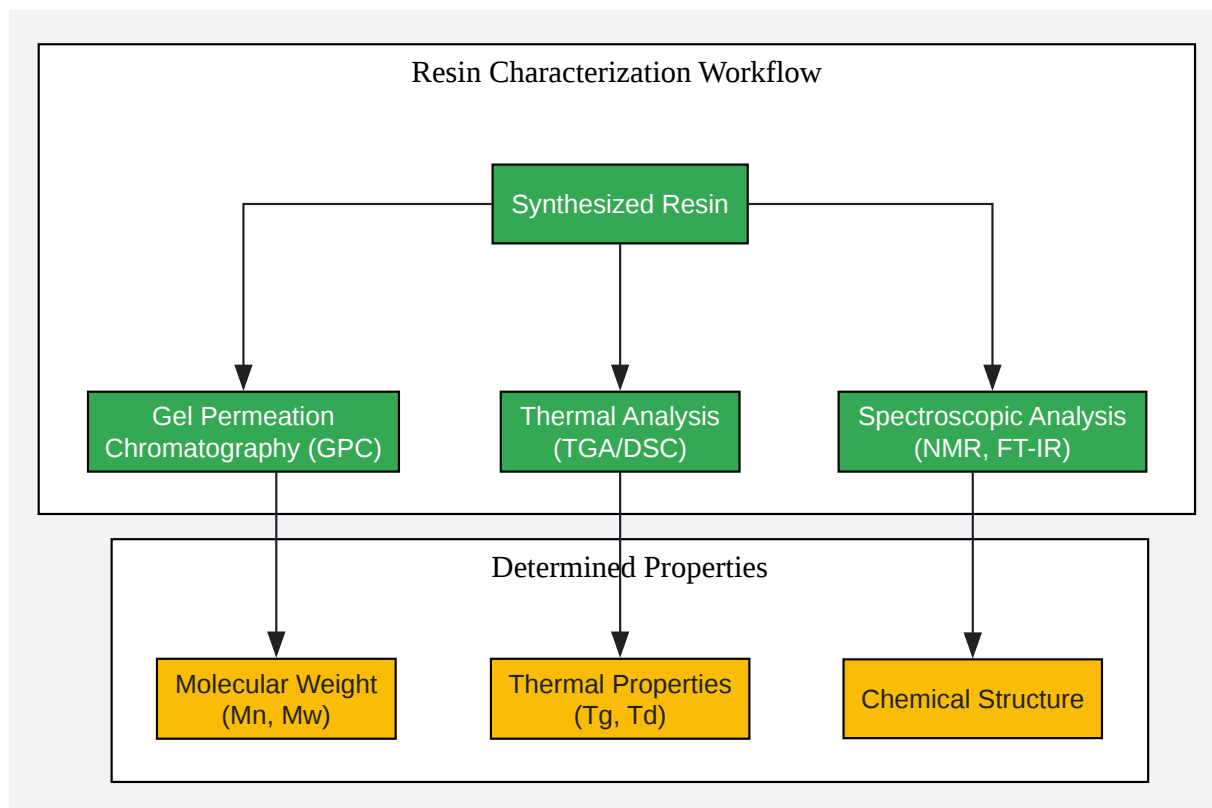 Resin Characterization Workflow
Synthesized Resin
Gel Permeation
Chromatography (GPC)
Thermal Analysis
(TGA/DSC)
Spectroscopic Analysis
(NMR, FT-IR)
Determined Properties
Molecular Weight
(Mn, Mw)
Thermal Properties
(Tg, Td)
Chemical Structure